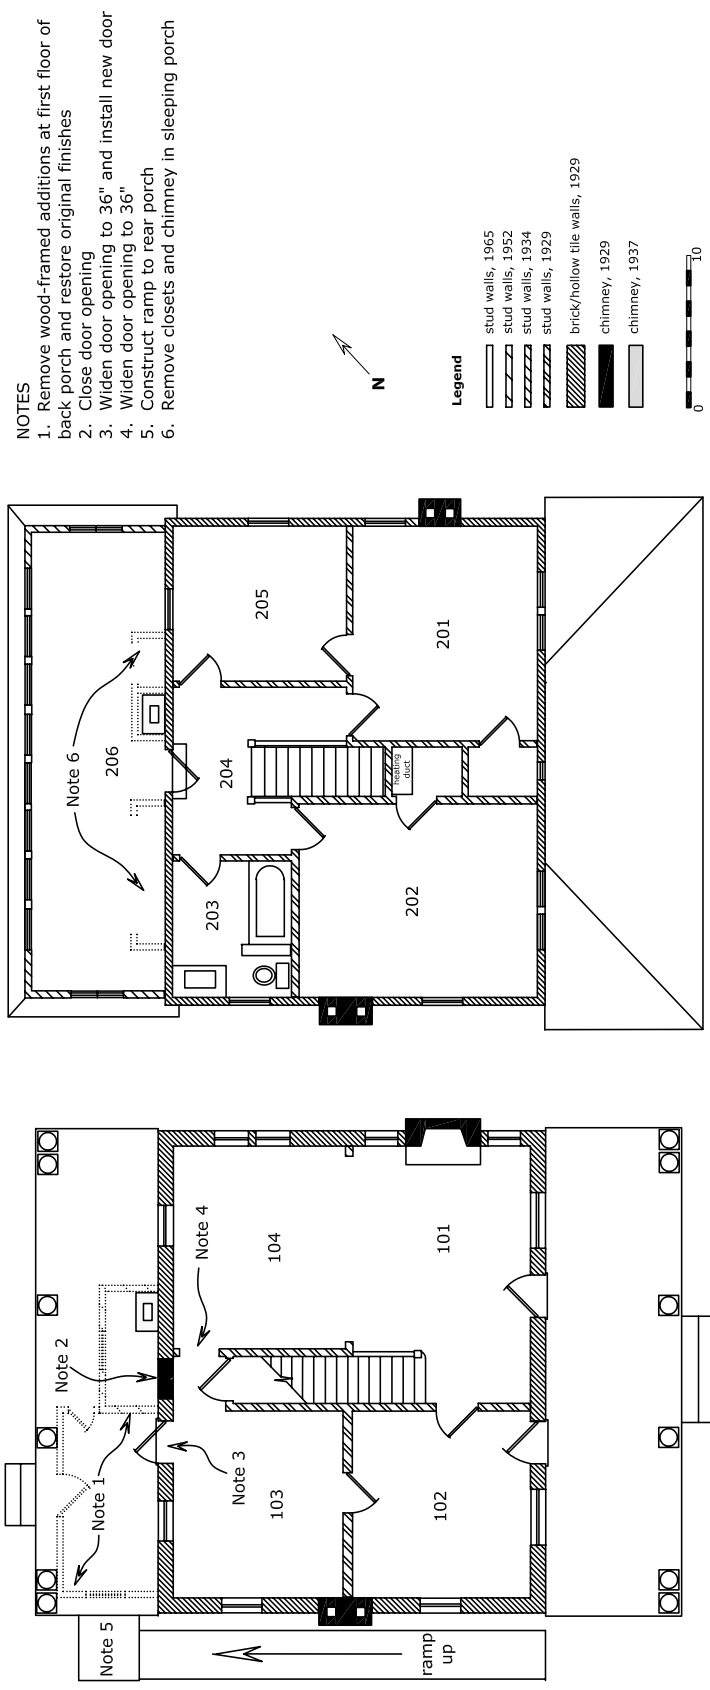 NOTES
1. Remove wood-framed additions at first floor of
back porch and restore original finishes
2. Close door opening
3. Widen door opening to 36" and install new door
4. Widen door opening to 36"
5. Construct ramp to rear porch
6. Remove closets and chimney in sleeping porch
N
Legend
stud walls, 1965
stud walls, 1952
stud walls, 1934
stud walls, 1929
brick/hollow tile walls, 1929
chimney, 1929
chimney, 1937
0
10
Note 6
206
205
204
203
201
202
heating
duct
Note 5
Note 1
Note 2
Note 3
Note 4
103
104
102
101
ramp
up